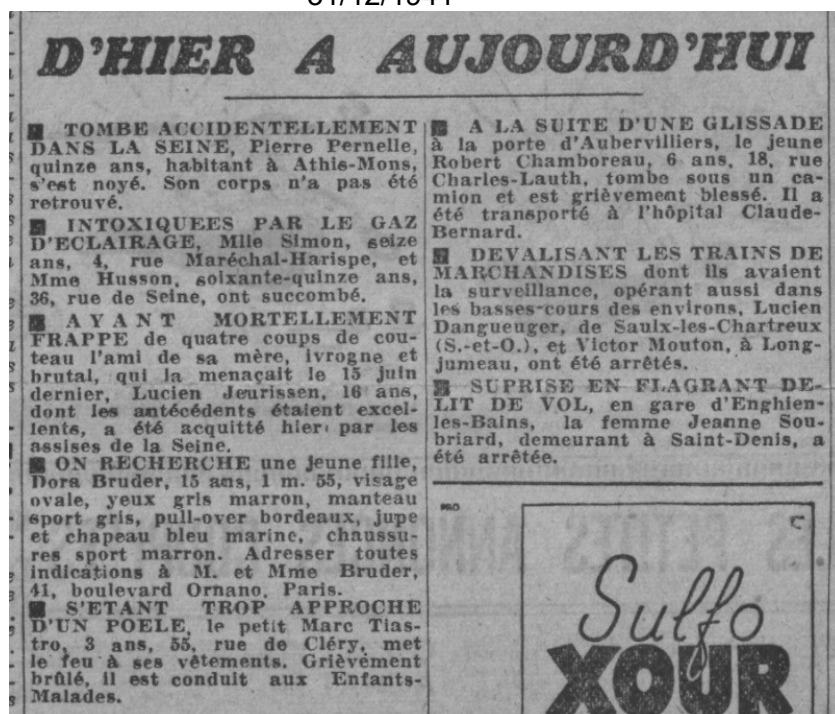 31/12/1941
D'HIER A AUJOURD'HUI
■ TOMBE ACCIDENTELLEMENT
DANS LA SEINE, Pierre Pernelle,
quinze ans, habitant à Athis-Mons,
s'est noyé. Son corps n'a pas été
retrouvé.
■ INTOXIQUEES PAR LE GAZ
D'ECLAIRAGE, Mlle Simon, seize
ans, 4, rue Maréchal-Harispe, et
Mme Husson, soixante-quinze ans,
36, rue de Seine, ont succombé.
■ AYANT MORTELLEMENT
FRAPPE de quatre coups de cou-
teau l'ami de sa mère, ivrogne et
brutal, qui la menaçait le 15 juin
dernier, Lucien Jeurissen, 16 ans,
dont les antécédents étaient excel-
lents, a été acquitté hier par les
assises de la Seine.
■ ON RECHERCHE une jeune fille,
Dora Bruder, 15 ans, 1 m. 55, visage
ovale, yeux gris marron, manteau
sport gris, pull-over bordeaux, jupe
et chapeau bleu marine, chaussu-
res sport marron. Adresser toutes
indications à M. et Mme Bruder,
41, boulevard Ornano, Paris.
■ S'ETANT TROP APPROCHE
D'UN POELE, le petit Marc Tias-
tro, 3 ans, 55, rue de Cléry, met
le feu à ses vêtements. Grièvement
brûlé, il est conduit aux Enfants-
Malades.
■ A LA SUITE D'UNE GLISSADE
à la porte d'Aubervilliers, le jeune
Robert Chamboreau, 6 ans, 18, rue
Charles-Lauth, tombe sous un ca-
mion et est grièvement blessé. Il a
été transporté à l'hôpital Claude-
Bernard.
■ DEVALISANT LES TRAINS DE
MARCHANDISES dont ils avaient
la surveillance, opérant aussi dans
les basses-cours des environs, Lucien
Dangueuger, de Saulx-les-Chartreux
(S.-et-O.), et Victor Mouton, à Long-
jumeau, ont été arrêtés.
■ SUPRISE EN FLAGRANT DE-
LIT DE VOL, en gare d'Enghien-
les-Bains, la femme Jeanne Sou-
briard, demeurant à Saint-Denis, a
été arrêtée.
PRO
Sulfo
XOUR